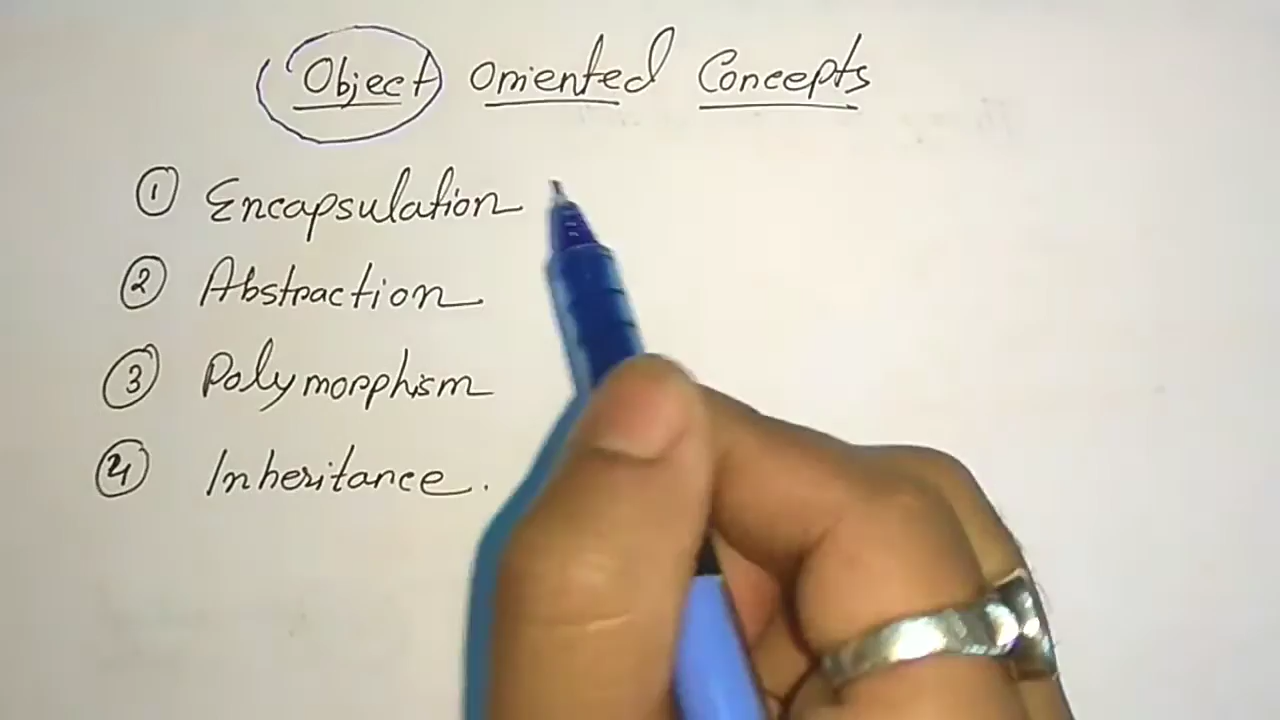 Object Oriented Concepts
1 Encapsulation
2 Abstraction
3 Polymorphism
4 Inheritance.